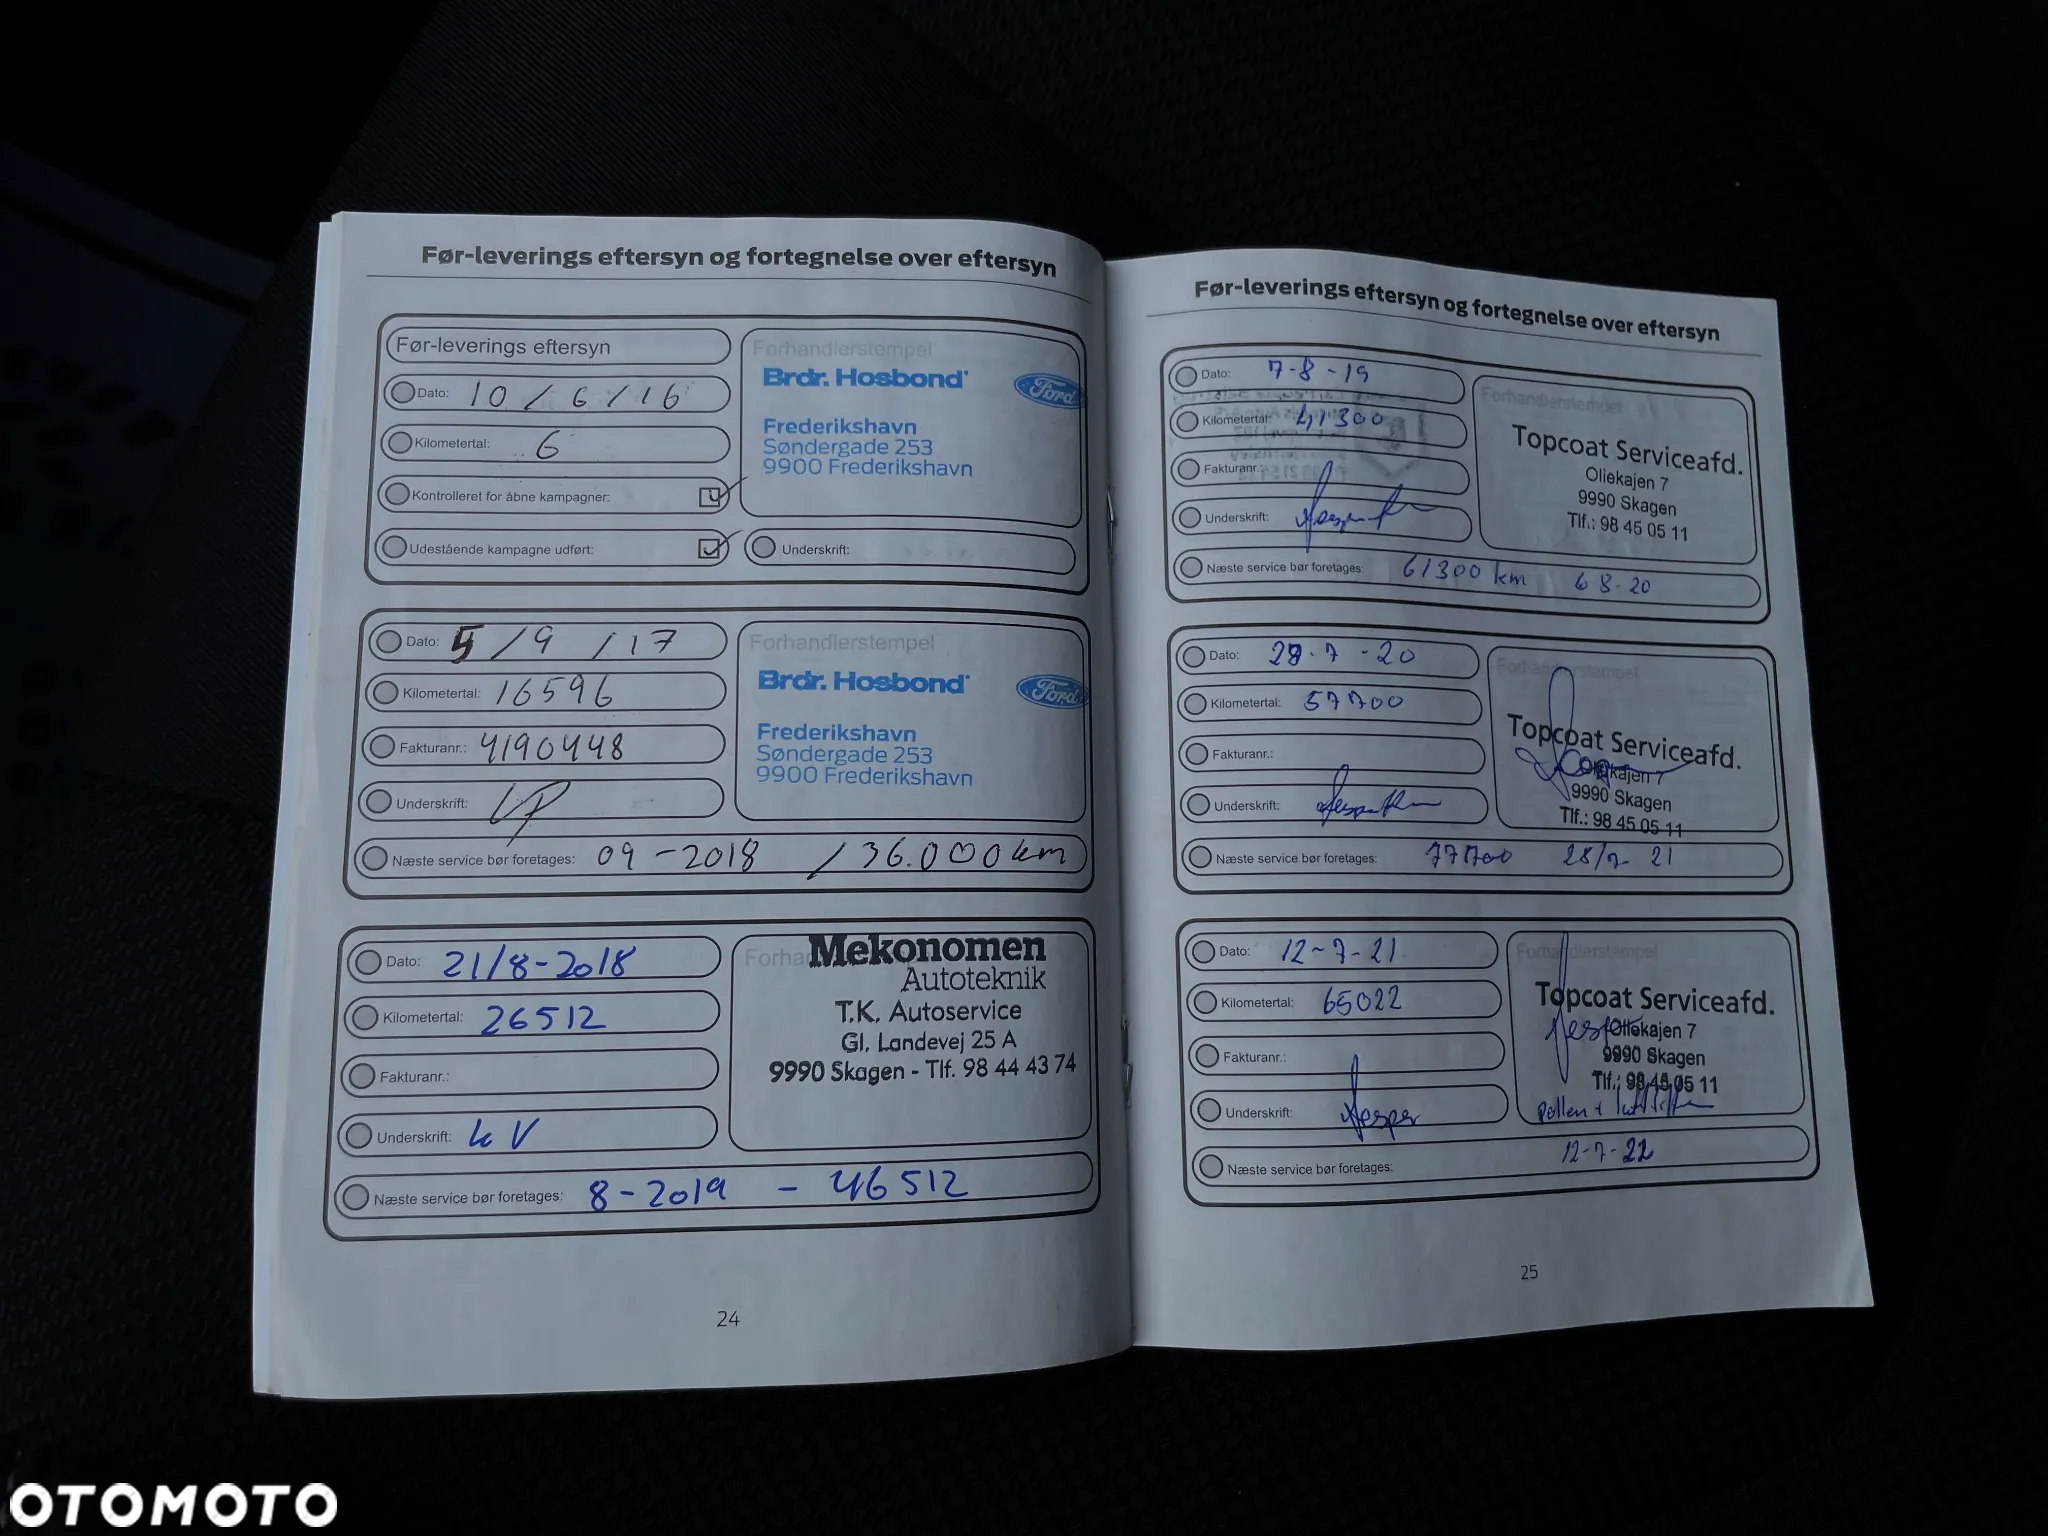 Før-leverings eftersyn og fortegnelse over eftersyn
Før-leverings eftersyn
Dato: 10/6/16
Kilometertal: 6
Kontrolleret for åbne kampagner:
Udestående kampagne udført:
Forhandlerstempel
Brdr. Hosbond
Ford
Frederikshavn
Søndergade 253
9900 Frederikshavn
Underskrift:
Dato: 5/9/17
Kilometertal: 16596
Fakturanr.: 4190448
Underskrift:
Forhandlerstempel
Brdr. Hosbond
Ford
Frederikshavn
Søndergade 253
9900 Frederikshavn
Næste service bør foretages: 09-2018 /36.000km
Dato: 21/8-2018
Kilometertal: 26512
Fakturanr.:
Underskrift: kV
Mekonomen
Autoteknik
T.K. Autoservice
Gl. Landevej 25 A
9990 Skagen - Tlf. 98 44 43 74
Næste service bør foretages: 8-2019 - 46512
24
Før-leverings eftersyn og fortegnelse over eftersyn
Dato: 7-8-19
Kilometertal: 41300
Fakturanr.:
Underskrift:
Forhandlerstempel
Topcoat Serviceafd.
Oliekajen 7
9990 Skagen
Tlf.: 98 45 05 11
Næste service bør foretages: 61300 km 6 8-20
Dato: 28-7-20
Kilometertal: 57700
Fakturanr.:
Underskrift:
Forhandlerstempel
Topcoat Serviceafd.
Oliekajen 7
9990 Skagen
Tlf.: 98 45 05 11
Næste service bør foretages: 77700 28/7 21
Dato: 12-7-21
Kilometertal: 65022
Fakturanr.:
Underskrift: Jesper
Forhandlerstempel
Topcoat Serviceafd.
Oliekajen 7
9990 Skagen
Tlf.: 98 45 05 11
pollen + luftfilter
Næste service bør foretages: 12-7-22
25
OTOMOTO